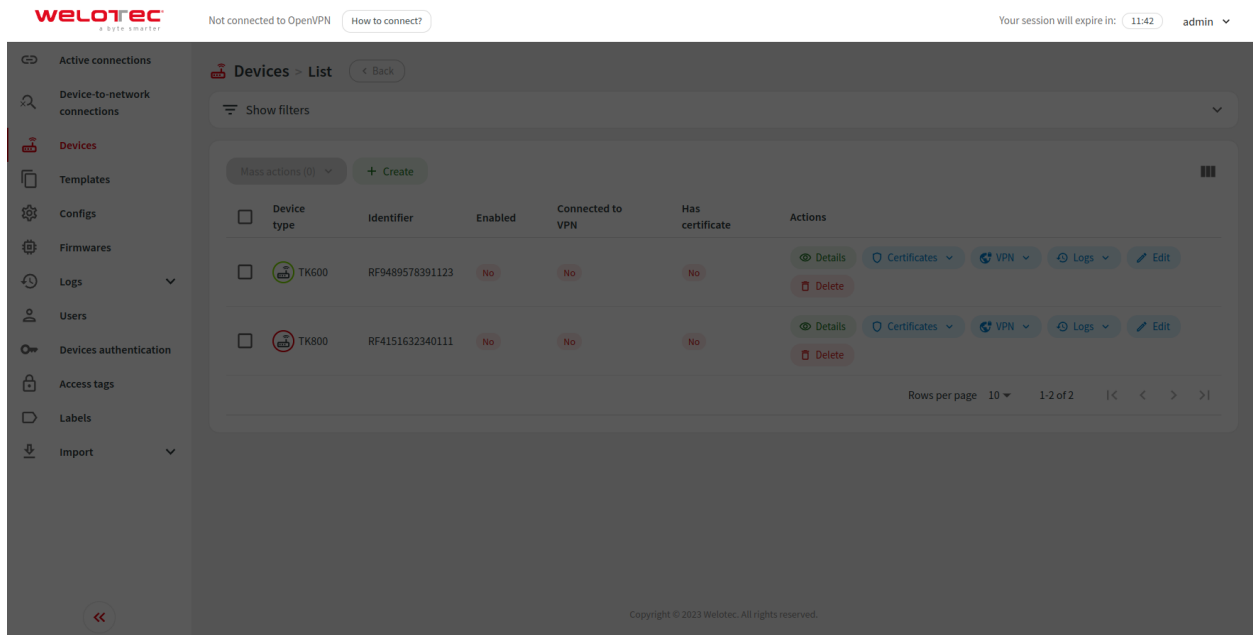 welotec
a byte smarter
Not connected to OpenVPN How to connect? Your session will expire in: 11:42 admin
Active connections
Device-to-network
connections
Devices
Templates
Configs
Firmwares
Logs
Users
Devices authentication
Access tags
Labels
Import
Devices > List < Back
Show filters
Mass actions (0) + Create
Device
type Identifier Enabled Connected to
VPN Has
certificate Actions
TK600 RF9489578391123 No No No Details Certificates VPN Logs Edit
Delete
TK800 RF4151632340111 No No No Details Certificates VPN Logs Edit
Delete
Rows per page 10 1-2 of 2
Copyright © 2023 Welotec. All rights reserved.